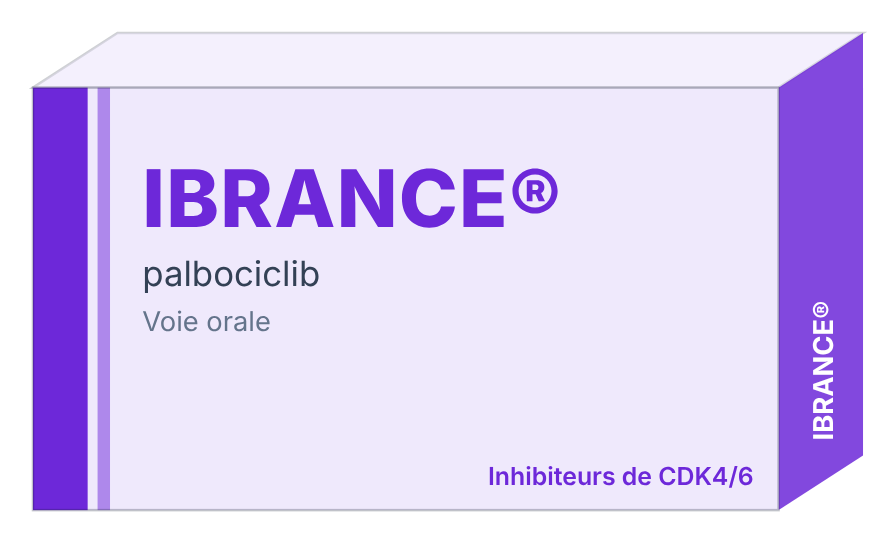 IBRANCE®
palbociclib
Voie orale
Inhibiteurs de CDK4/6
IBRANCE®